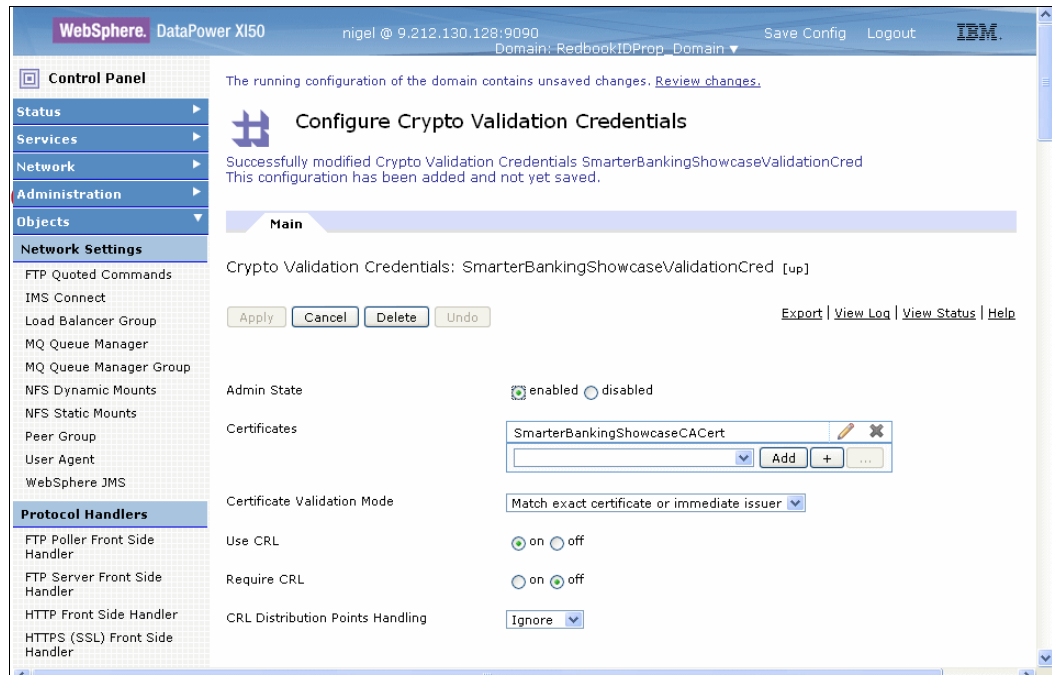 WebSphere. DataPower XI50
nigel @ 9.212.130.128:9090
Domain: RedbookIDProp_Domain
Save Config Logout
IBM.
Control Panel
Status
Services
Network
Administration
Objects
Network Settings
FTP Quoted Commands
IMS Connect
Load Balancer Group
MQ Queue Manager
MQ Queue Manager Group
NFS Dynamic Mounts
NFS Static Mounts
Peer Group
User Agent
WebSphere JMS
Protocol Handlers
FTP Poller Front Side
Handler
FTP Server Front Side
Handler
HTTP Front Side Handler
HTTPS (SSL) Front Side
Handler
The running configuration of the domain contains unsaved changes. Review changes.
Configure Crypto Validation Credentials
Successfully modified Crypto Validation Credentials SmarterBankingShowcaseValidationCred
This configuration has been added and not yet saved.
Main
Crypto Validation Credentials: SmarterBankingShowcaseValidationCred [up]
Apply Cancel Delete Undo
Export | View Log | View Status | Help
Admin State enabled disabled
Certificates SmarterBankingShowcaseCACert
Add + ...
Certificate Validation Mode Match exact certificate or immediate issuer
Use CRL on off
Require CRL on off
CRL Distribution Points Handling Ignore